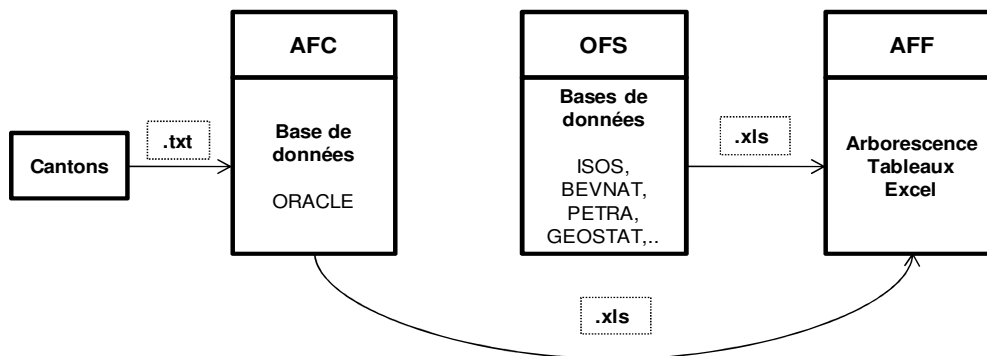 Cantons
.txt
AFC
Base de
données
ORACLE
OFS
Bases de
données
ISOS,
BEVNAT,
PETRA,
GEOSTAT,..
.xls
AFF
Arborescence
Tableaux
Excel
.xls